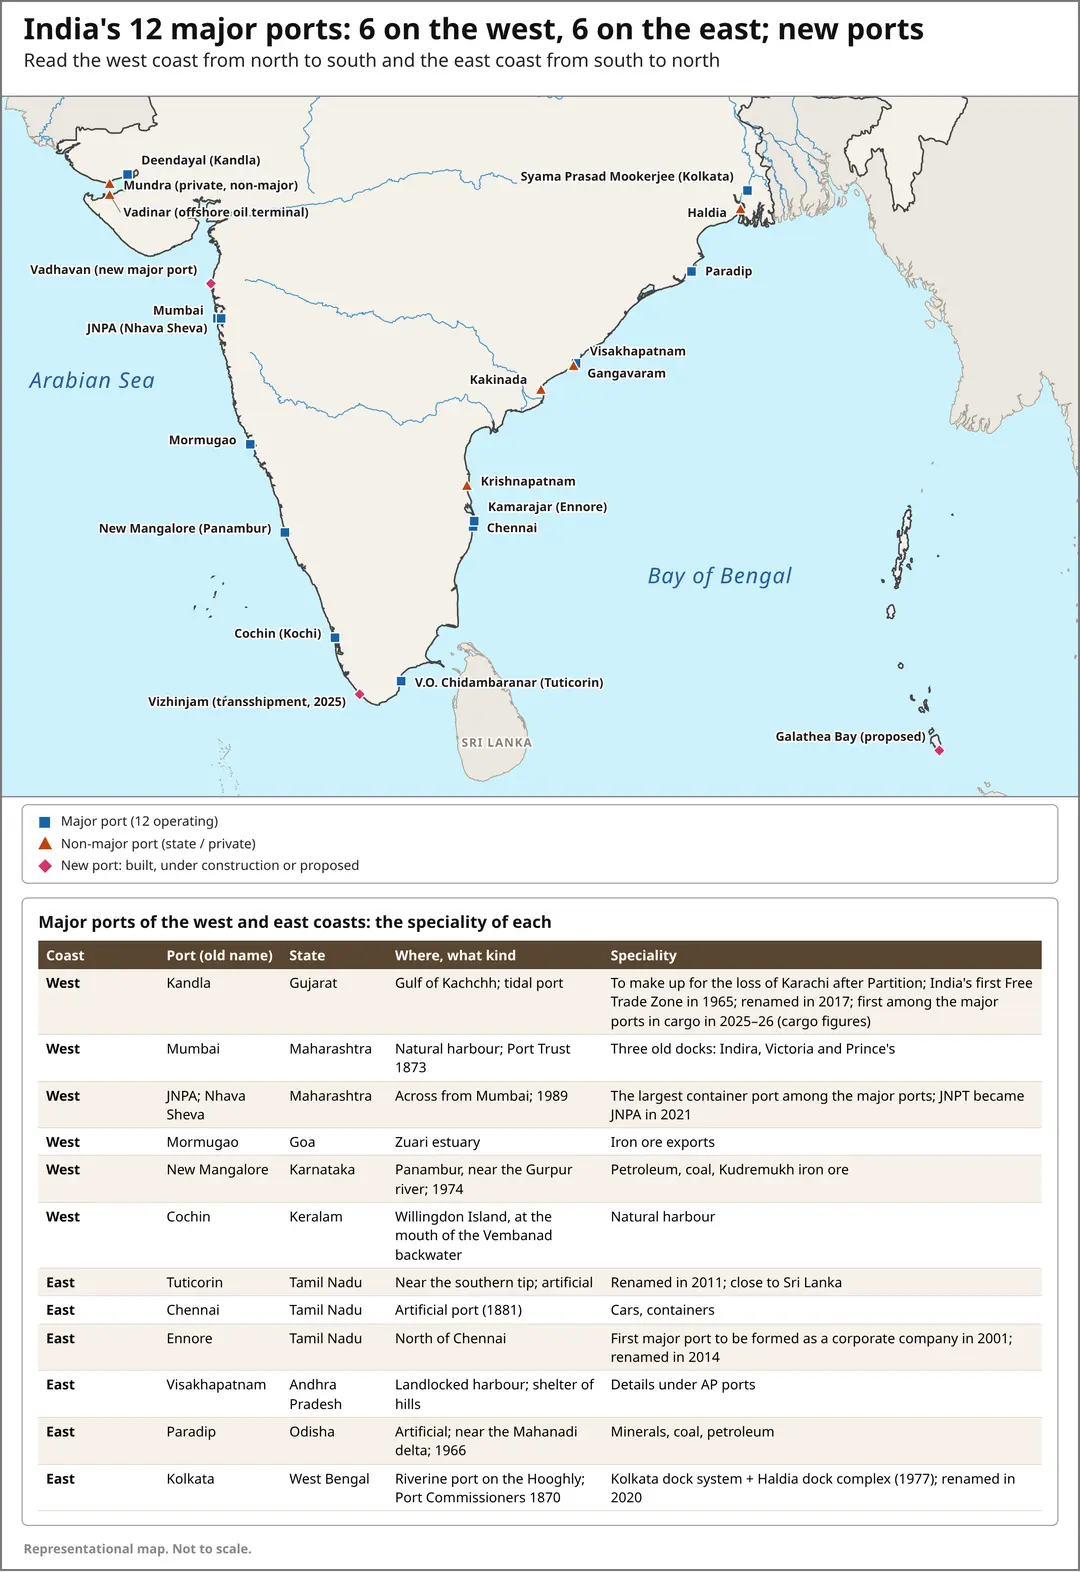 India's 12 major ports: 6 on the west, 6 on the east; new ports
Read the west coast from north to south and the east coast from south to north
Deendayal (Kandla)
Mundra (private, non-major)
Vadinar (offshore oil terminal)
Syama Prasad Mookerjee (Kolkata)
Haldia
Paradip
Vadhavan (new major port)
Mumbai
JNPA (Nhava Sheva)
Visakhapatnam
Gangavaram
Kakinada
Arabian Sea
Mormugao
Krishnapatnam
Kamarajar (Ennore)
Chennai
New Mangalore (Panambur)
Bay of Bengal
Cochin (Kochi)
V.O. Chidambaranar (Tuticorin)
Vizhinjam (transshipment, 2025)
SRI LANKA
Galathea Bay (proposed)
Major port (12 operating)
Non-major port (state / private)
New port: built, under construction or proposed
Major ports of the west and east coasts: the speciality of each
Coast Port (old name) State Where, what kind Speciality
West Kandla Gujarat Gulf of Kachchh; tidal port To make up for the loss of Karachi after Partition; India's first Free
Trade Zone in 1965; renamed in 2017; first among the major
ports in cargo in 2025–26 (cargo figures)
West Mumbai Maharashtra Natural harbour; Port Trust Three old docks: Indira, Victoria and Prince's
1873
West JNPA; Nhava Maharashtra Across from Mumbai; 1989 The largest container port among the major ports; JNPT became
Sheva JNPA in 2021
West Mormugao Goa Zuari estuary Iron ore exports
West New Mangalore Karnataka Panambur, near the Gurpur Petroleum, coal, Kudremukh iron ore
river; 1974
West Cochin Keralam Willingdon Island, at the Natural harbour
mouth of the Vembanad
backwater
East Tuticorin Tamil Nadu Near the southern tip; artificial Renamed in 2011; close to Sri Lanka
East Chennai Tamil Nadu Artificial port (1881) Cars, containers
East Ennore Tamil Nadu North of Chennai First major port to be formed as a corporate company in 2001;
renamed in 2014
East Visakhapatnam Andhra Landlocked harbour; shelter of Details under AP ports
Pradesh hills
East Paradip Odisha Artificial; near the Mahanadi Minerals, coal, petroleum
delta; 1966
East Kolkata West Bengal Riverine port on the Hooghly; Kolkata dock system + Haldia dock complex (1977); renamed in
Port Commissioners 1870 2020
Representational map. Not to scale.